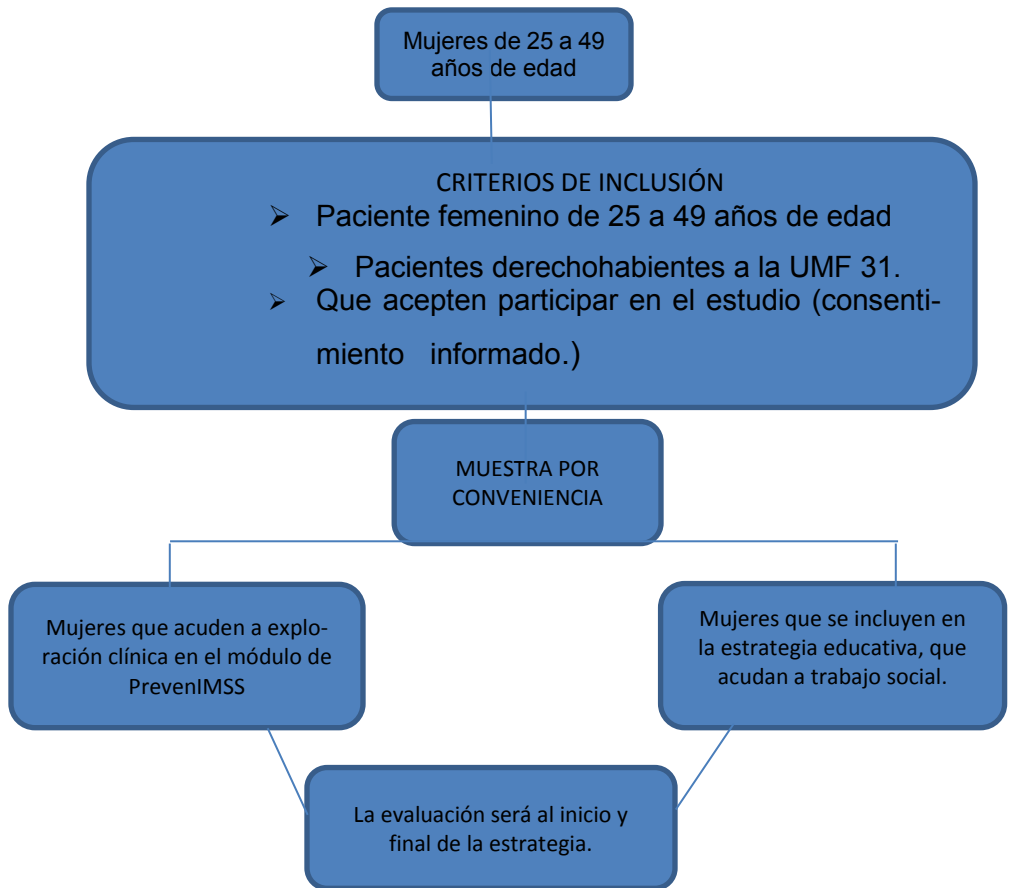 Mujeres de 25 a 49
años de edad
CRITERIOS DE INCLUSIÓN
➢ Paciente femenino de 25 a 49 años de edad
➢ Pacientes derechohabientes a la UMF 31.
➢ Que acepten participar en el estudio (consenti-
miento informado.)
MUESTRA POR
CONVENIENCIA
Mujeres que acuden a explo-
ración clínica en el módulo de
PrevenIMSS
Mujeres que se incluyen en
la estrategia educativa, que
acudan a trabajo social.
La evaluación será al inicio y
final de la estrategia.